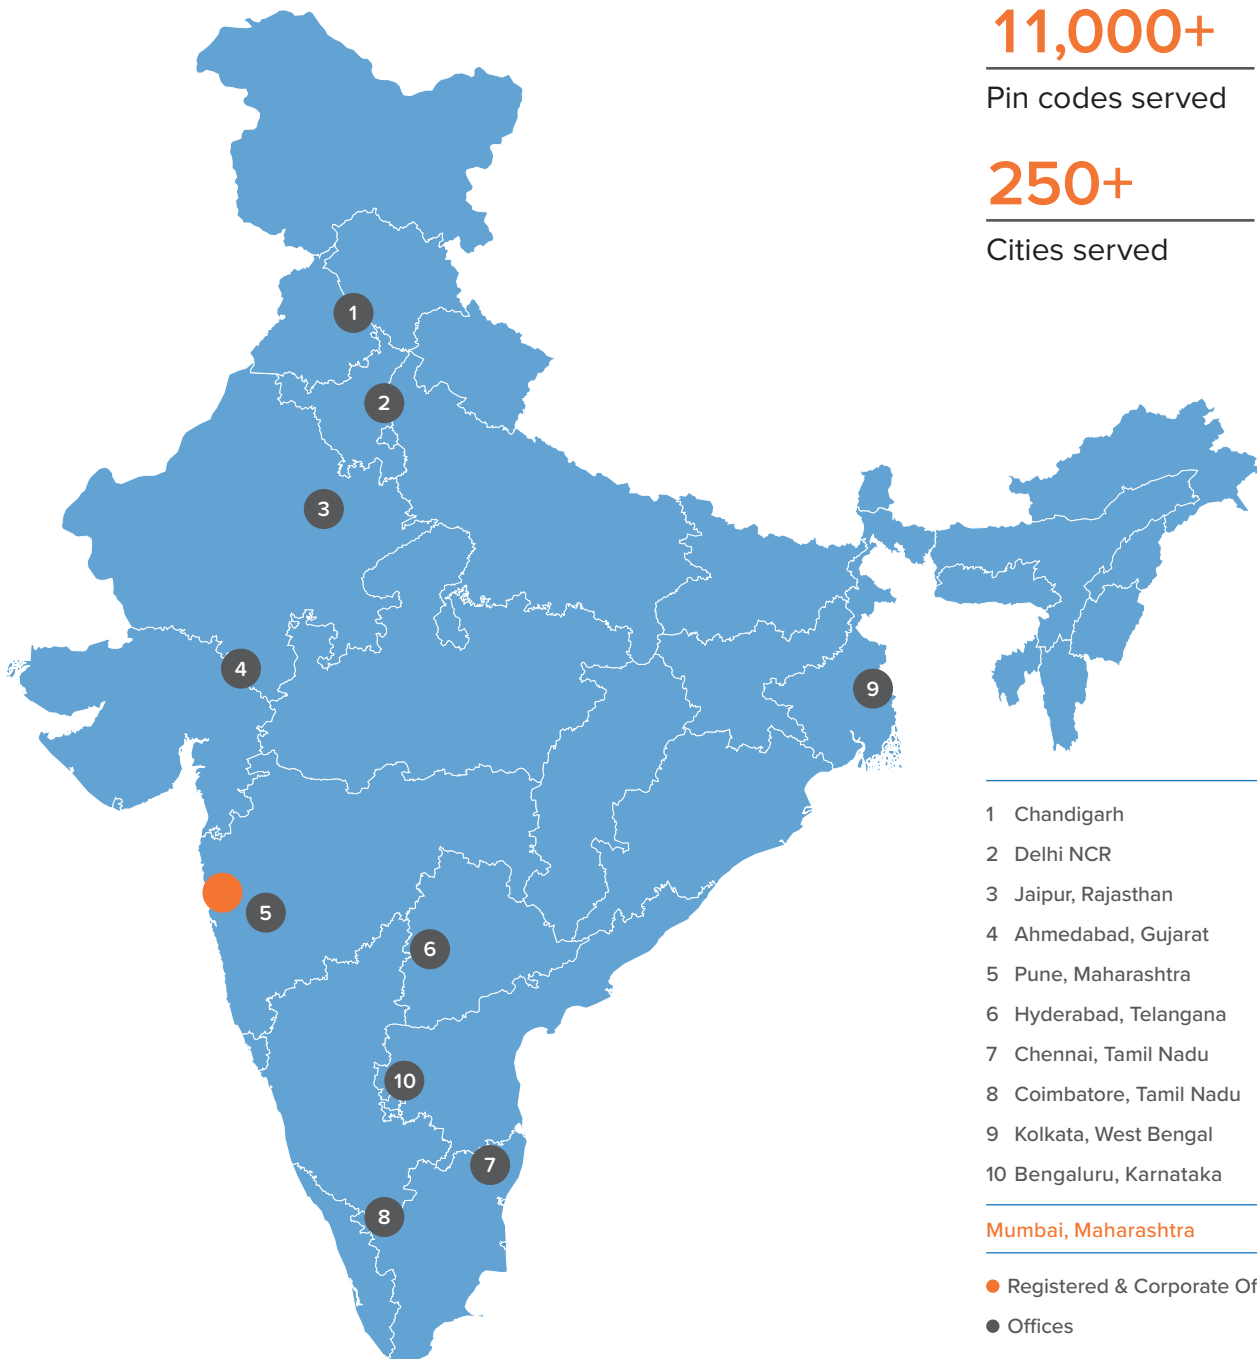 11,000+
Pin codes served
250+
Cities served
1
2
3
4
9
5
6
10
7
8
1 Chandigarh
2 Delhi NCR
3 Jaipur, Rajasthan
4 Ahmedabad, Gujarat
5 Pune, Maharashtra
6 Hyderabad, Telangana
7 Chennai, Tamil Nadu
8 Coimbatore, Tamil Nadu
9 Kolkata, West Bengal
10 Bengaluru, Karnataka
Mumbai, Maharashtra
Registered & Corporate Of
Offices